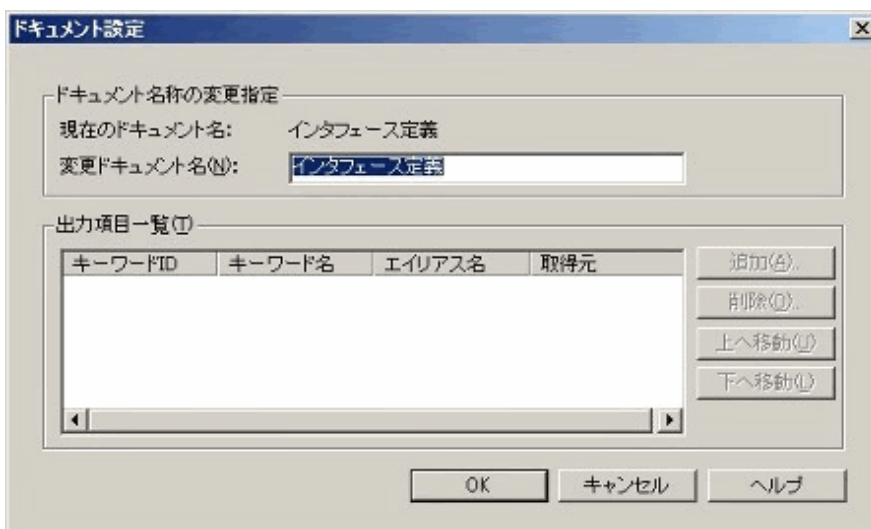 ドキュメント設定
ドキュメント名称の変更指定
現在のドキュメント名: インタフェース定義
変更ドキュメント名(N): インタフェース定義
出力項目一覧(T)
キーワードID キーワード名 エイリアス名 取得元
追加(A)..
削除(D)..
上へ移動(U)
下へ移動(L)
OK キャンセル ヘルプ